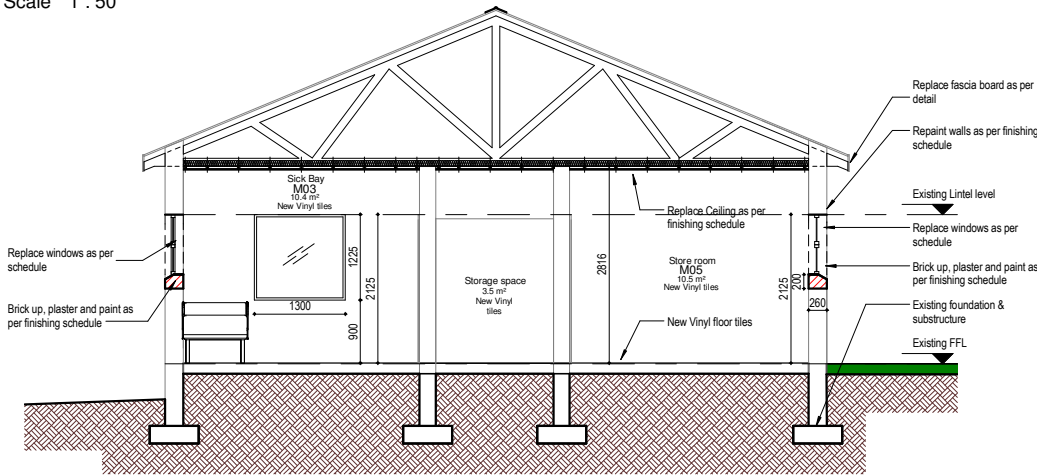 Scale 1 : 50
Replace fascia board as per
detail
Repaint walls as per finishing
schedule
Sick Bay
M03
10.4 m²
New Vinyl tiles
Existing Lintel level
Replace Ceiling as per
finishing schedule
Replace windows as per
schedule
Replace windows as per
schedule
1225
2125
2816
Storage space
3.5 m²
New Vinyl
tiles
Store room
M05
10.5 m²
New Vinyl tiles
2125
200
Brick up, plaster and paint as
per finishing schedule
Brick up, plaster and paint as
per finishing schedule
1300
900
260
New Vinyl floor tiles
Existing foundation &
substructure
Existing FFL